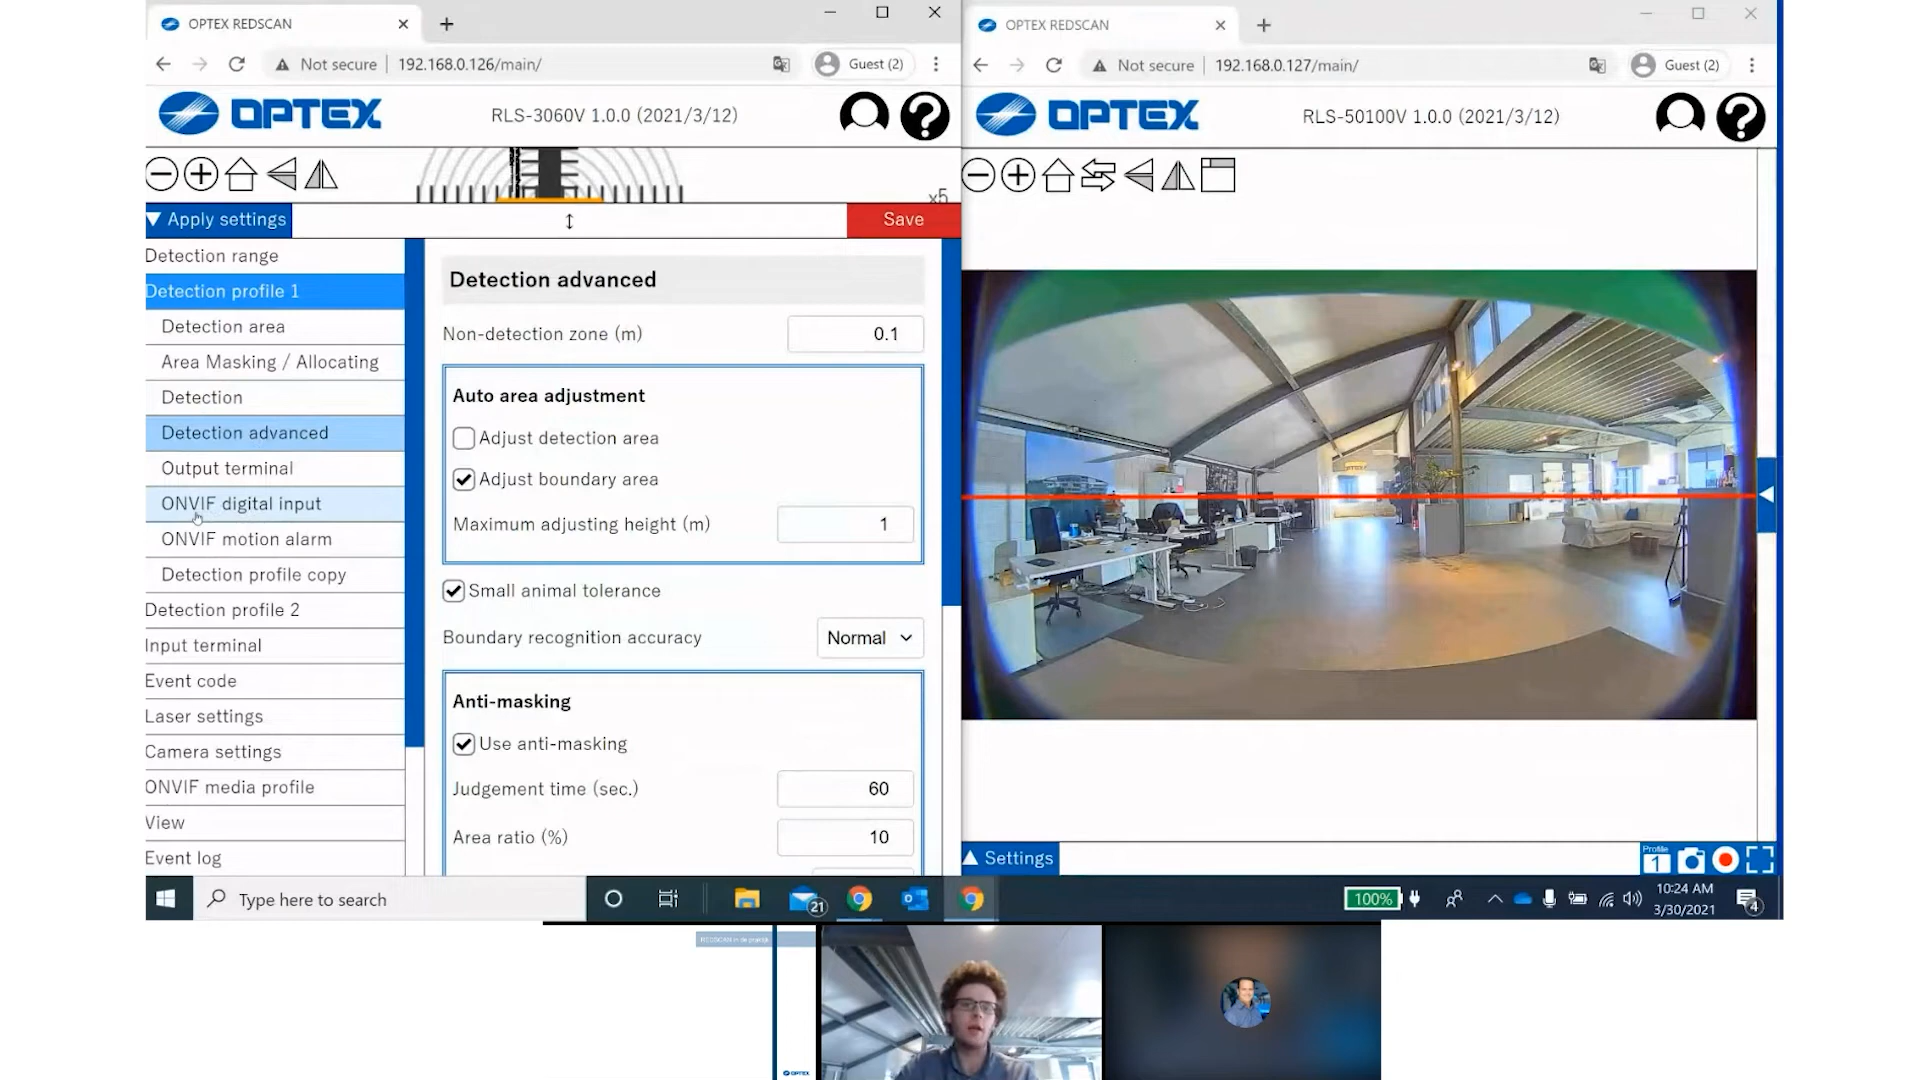 OPTEX REDSCAN
Not secure
192.168.0.126/main/
Guest (2)
OPTEX
RLS-3060V 1.0.0 (2021/3/12)
x5
Apply settings
Save
Detection range
Detection profile 1
Detection area
Area Masking / Allocating
Detection
Detection advanced
Output terminal
ONVIF digital input
ONVIF motion alarm
Detection profile copy
Detection profile 2
Input terminal
Event code
Laser settings
Camera settings
ONVIF media profile
View
Event log
Detection advanced
Non-detection zone (m) 0.1
Auto area adjustment
Adjust detection area
Adjust boundary area
Maximum adjusting height (m) 1
Small animal tolerance
Boundary recognition accuracy Normal
Anti-masking
Use anti-masking
Judgement time (sec.) 60
Area ratio (%) 10
OPTEX REDSCAN
Not secure
192.168.0.127/main/
Guest (2)
OPTEX
RLS-50100V 1.0.0 (2021/3/12)
OPTEX
Settings
Profile
1
Type here to search
21
100%
10:24 AM
3/30/2021
4
REDSCAN in de praktijk
OPTEX